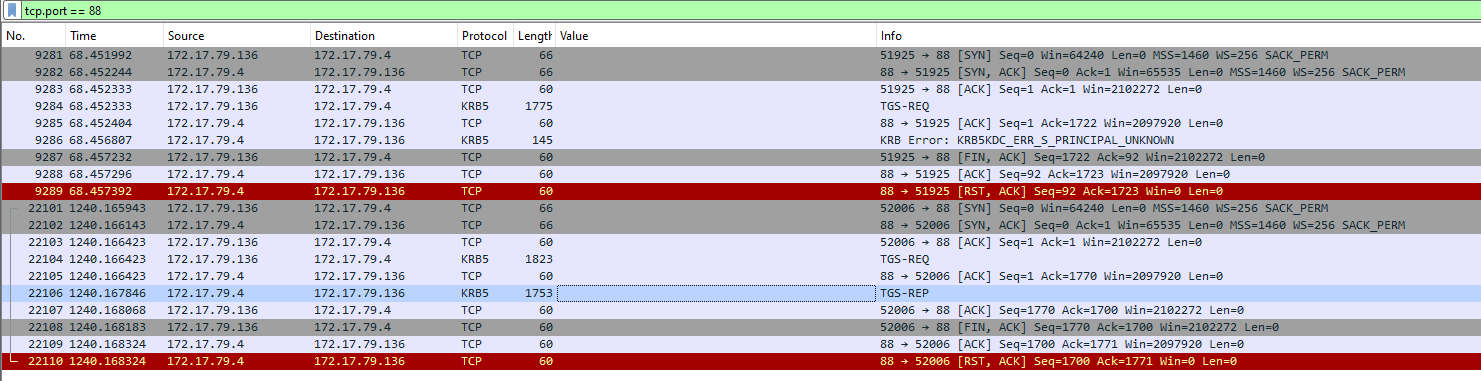 tcp.port == 88
No. Time Source Destination Protocol Length Value Info
9281 68.451992 172.17.79.136 172.17.79.4 TCP 66 51925 → 88 [SYN] Seq=0 Win=64240 Len=0 MSS=1460 WS=256 SACK_PERM
9282 68.452244 172.17.79.4 172.17.79.136 TCP 66 88 → 51925 [SYN, ACK] Seq=0 Ack=1 Win=65535 Len=0 MSS=1460 WS=256 SACK_PERM
9283 68.452333 172.17.79.136 172.17.79.4 TCP 60 51925 → 88 [ACK] Seq=1 Ack=1 Win=2102272 Len=0
9284 68.452333 172.17.79.136 172.17.79.4 KRB5 1775 TGS-REQ
9285 68.452404 172.17.79.4 172.17.79.136 TCP 60 88 → 51925 [ACK] Seq=1 Ack=1722 Win=2097920 Len=0
9286 68.456807 172.17.79.4 172.17.79.136 KRB5 145 KRB Error: KRB5KDC_ERR_S_PRINCIPAL_UNKNOWN
9287 68.457232 172.17.79.136 172.17.79.4 TCP 60 51925 → 88 [FIN, ACK] Seq=1722 Ack=92 Win=2102272 Len=0
9288 68.457296 172.17.79.4 172.17.79.136 TCP 60 88 → 51925 [ACK] Seq=92 Ack=1723 Win=2097920 Len=0
9289 68.457392 172.17.79.4 172.17.79.136 TCP 60 88 → 51925 [RST, ACK] Seq=92 Ack=1723 Win=0 Len=0
22101 1240.165943 172.17.79.136 172.17.79.4 TCP 66 52006 → 88 [SYN] Seq=0 Win=64240 Len=0 MSS=1460 WS=256 SACK_PERM
22102 1240.166143 172.17.79.4 172.17.79.136 TCP 66 88 → 52006 [SYN, ACK] Seq=0 Ack=1 Win=65535 Len=0 MSS=1460 WS=256 SACK_PERM
22103 1240.166423 172.17.79.136 172.17.79.4 TCP 60 52006 → 88 [ACK] Seq=1 Ack=1 Win=2102272 Len=0
22104 1240.166423 172.17.79.136 172.17.79.4 KRB5 1823 TGS-REQ
22105 1240.166423 172.17.79.4 172.17.79.136 TCP 60 88 → 52006 [ACK] Seq=1 Ack=1770 Win=2097920 Len=0
22106 1240.167846 172.17.79.4 172.17.79.136 KRB5 1753 TGS-REP
22107 1240.168068 172.17.79.136 172.17.79.4 TCP 60 52006 → 88 [ACK] Seq=1770 Ack=1700 Win=2102272 Len=0
22108 1240.168183 172.17.79.136 172.17.79.4 TCP 60 52006 → 88 [FIN, ACK] Seq=1770 Ack=1700 Win=2102272 Len=0
22109 1240.168324 172.17.79.4 172.17.79.136 TCP 60 88 → 52006 [ACK] Seq=1700 Ack=1771 Win=2097920 Len=0
22110 1240.168324 172.17.79.4 172.17.79.136 TCP 60 88 → 52006 [RST, ACK] Seq=1700 Ack=1771 Win=0 Len=0